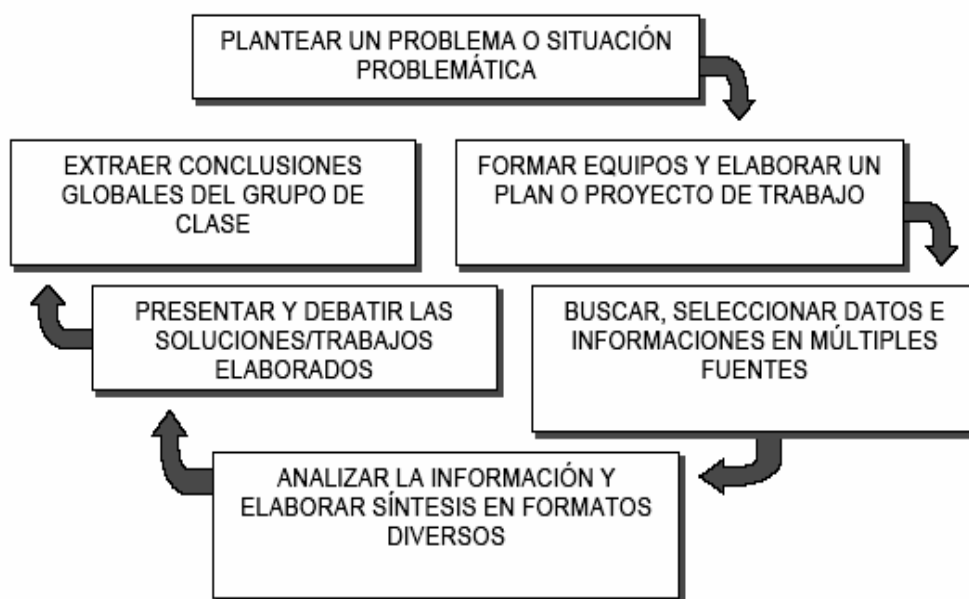 PLANTEAR UN PROBLEMA O SITUACIÓN
PROBLEMÁTICA
FORMAR EQUIPOS Y ELABORAR UN
PLAN O PROYECTO DE TRABAJO
BUSCAR, SELECCIONAR DATOS E
INFORMACIONES EN MÚLTIPLES
FUENTES
ANALIZAR LA INFORMACIÓN Y
ELABORAR SÍNTESIS EN FORMATOS
DIVERSOS
PRESENTAR Y DEBATIR LAS
SOLUCIONES/TRABAJOS
ELABORADOS
EXTRAER CONCLUSIONES
GLOBALES DEL GRUPO DE
CLASE